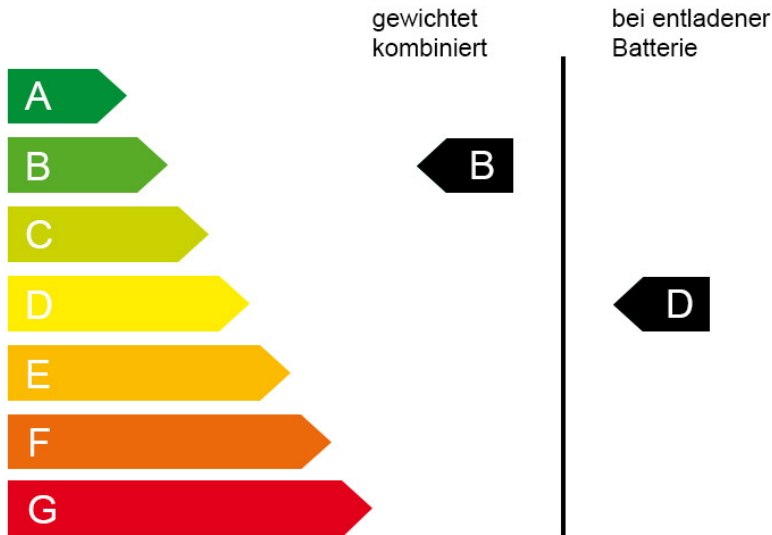 gewichtet
kombiniert
bei entladener
Batterie
A
B
B
C
D
D
E
F
G